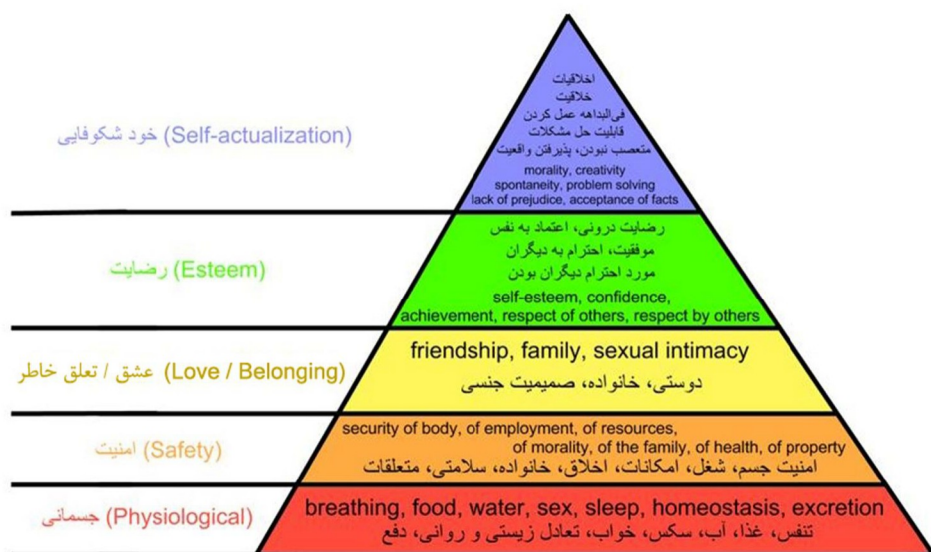 اخلاقیات
خلاقیت
فی‌البداهه عمل کردن
قابلیت حل مشکلات
متعصب نبودن، پذیرفتن واقعیت
morality, creativity
spontaneity, problem solving
lack of prejudice, acceptance of facts
خود شکوفایی (Self-actualization)
رضایت درونی، اعتماد به نفس
موفقیت، احترام به دیگران
مورد احترام دیگران بودن
self-esteem, confidence,
achievement, respect of others, respect by others
رضایت (Esteem)
friendship, family, sexual intimacy
دوستی، خانواده، صمیمیت جنسی
عشق / تعلق خاطر (Love / Belonging)
security of body, of employment, of resources,
of morality, of the family, of health, of property
امنیت جسم، شغل، امکانات، اخلاق، خانواده، سلامتی، متعلقات
امنیت (Safety)
breathing, food, water, sex, sleep, homeostasis, excretion
تنفس، غذا، آب، سکس، خواب، تعادل زیستی و روانی، دفع
جسمانی (Physiological)